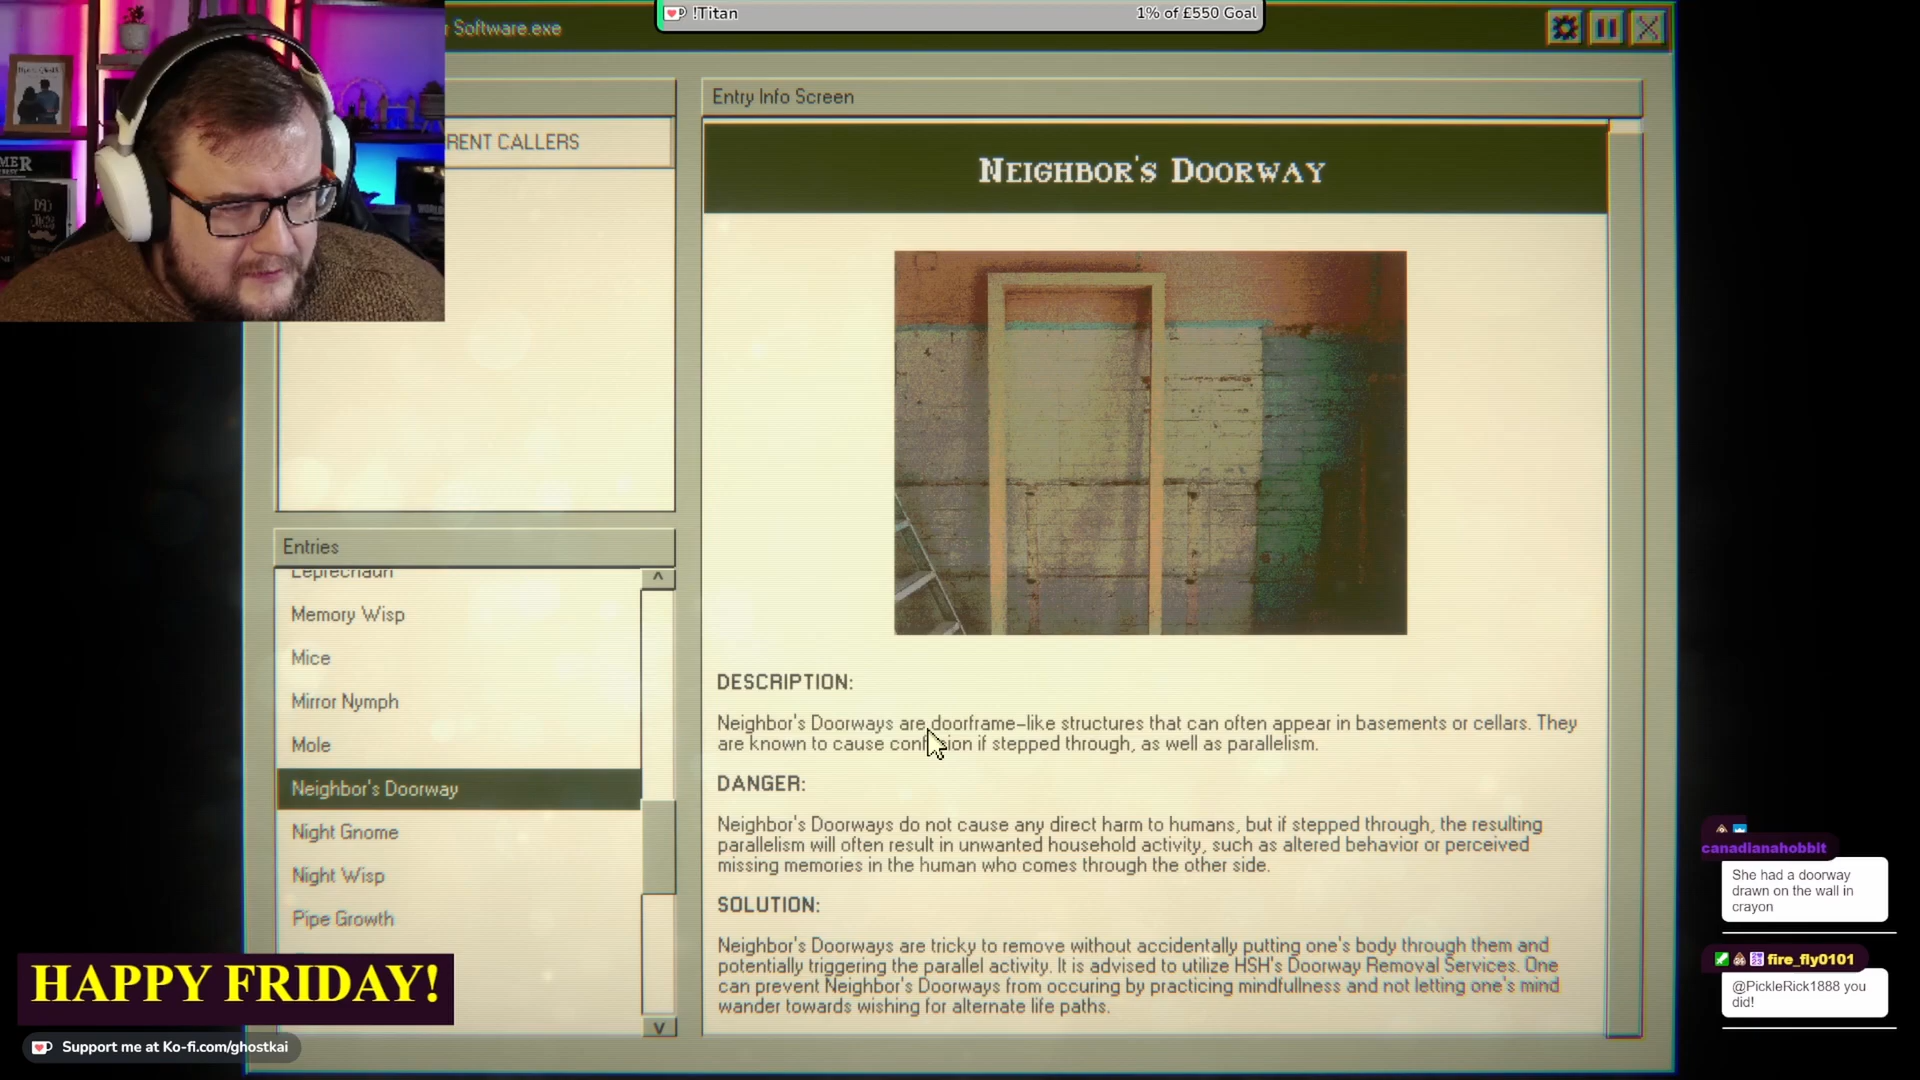 Software.exe
!Titan
1% of £550 Goal
RENT CALLERS
Entries
Leprechaun
Memory Wisp
Mice
Mirror Nymph
Mole
Neighbor's Doorway
Night Gnome
Night Wisp
Pipe Growth
Entry Info Screen
NEIGHBOR'S DOORWAY
DESCRIPTION:
Neighbor's Doorways are doorframe-like structures that can often appear in basements or cellars. They
are known to cause confusion if stepped through, as well as parallelism.
DANGER:
Neighbor's Doorways do not cause any direct harm to humans, but if stepped through, the resulting
parallelism will often result in unwanted household activity, such as altered behavior or perceived
missing memories in the human who comes through the other side.
SOLUTION:
Neighbor's Doorways are tricky to remove without accidentally putting one's body through them and
potentially triggering the parallel activity. It is advised to utilize HSH's Doorway Removal Services. One
can prevent Neighbor's Doorways from occuring by practicing mindfullness and not letting one's mind
wander towards wishing for alternate life paths.
HAPPY FRIDAY!
Support me at Ko-fi.com/ghostkai
canadianahobbit
She had a doorway
drawn on the wall in
crayon
fire_fly0101
@PickleRick1888 you
did!